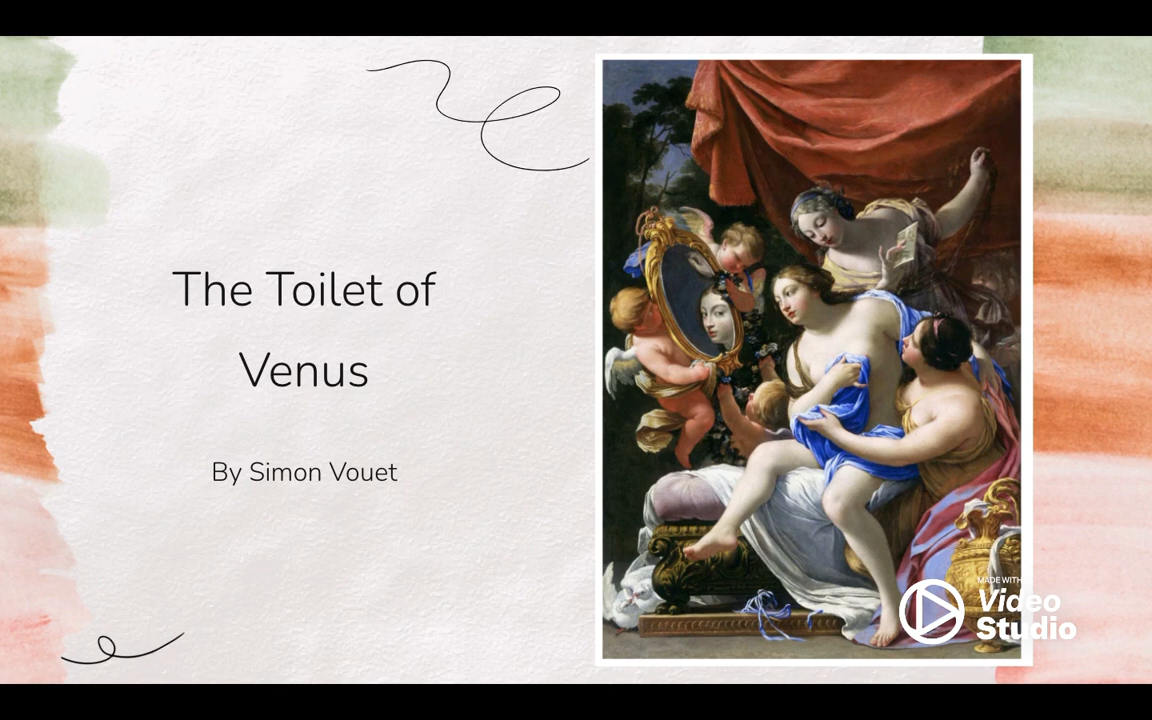 The Toilet of
Venus
By Simon Vouet
MADE WITH
Video
Studio